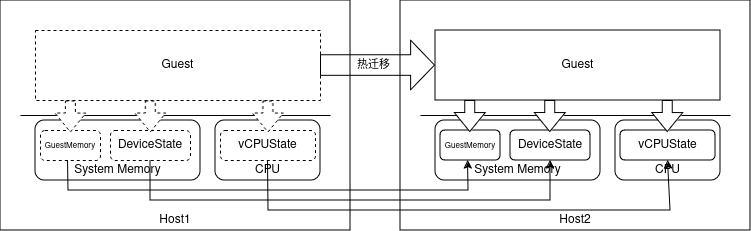 Guest
热迁移
Guest
GuestMemory
DeviceState
vCPUState
System Memory
CPU
GuestMemory
DeviceState
vCPUState
System Memory
CPU
Host1
Host2